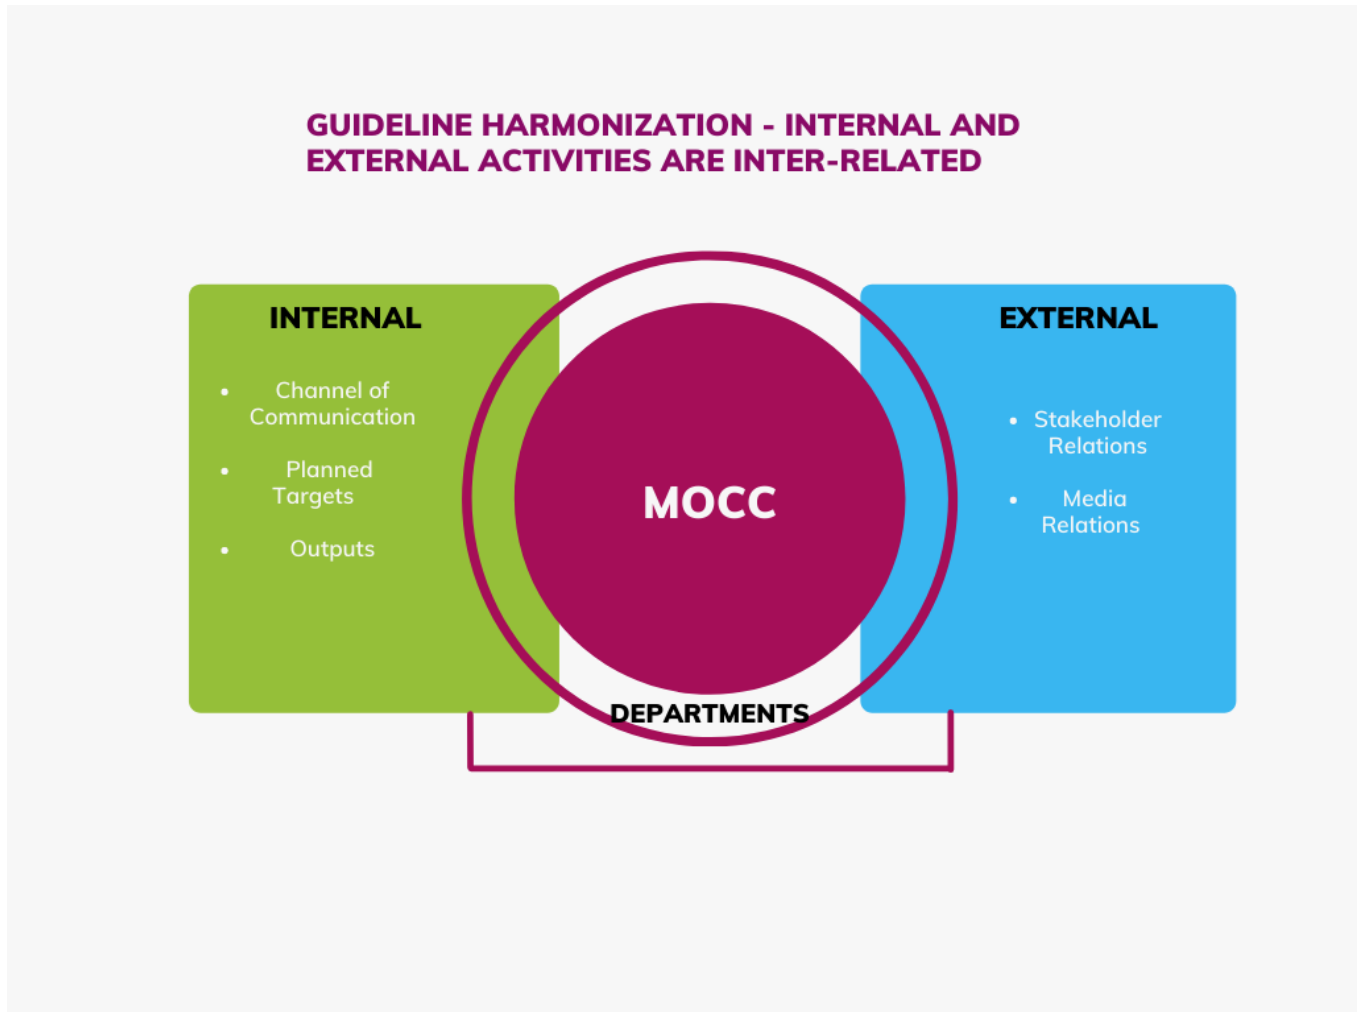 GUIDELINE HARMONIZATION - INTERNAL AND
EXTERNAL ACTIVITIES ARE INTER-RELATED
INTERNAL
• Channel of
Communication
• Planned
Targets
• Outputs
MOCC
DEPARTMENTS
EXTERNAL
• Stakeholder
Relations
• Media
Relations